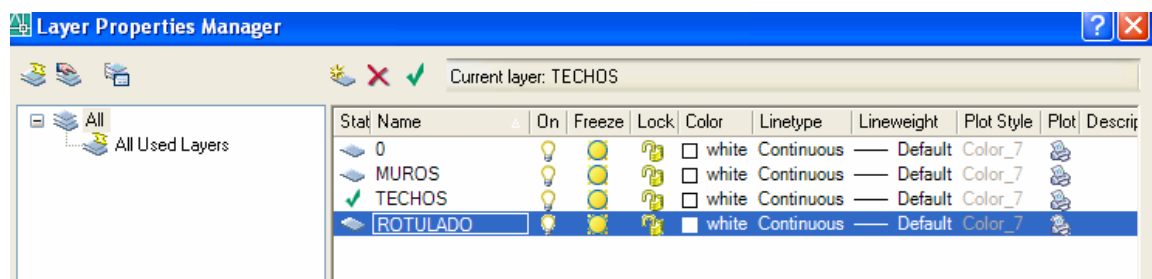 Layer Properties Manager
Current layer: TECHOS
All
All Used Layers
Stat Name On Freeze Lock Color Linetype Lineweight Plot Style Plot Descrip
0 white Continuous Default Color_7
MUROS white Continuous Default Color_7
TECHOS white Continuous Default Color_7
ROTULADO white Continuous Default Color_7